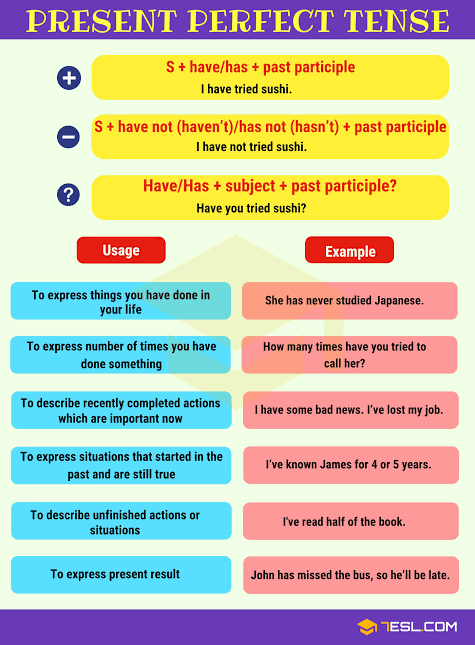 PRESENT PERFECT TENSE
+
S + have/has + past participle
I have tried sushi.
−
S + have not (haven't)/has not (hasn't) + past participle
I have not tried sushi.
?
Have/Has + subject + past participle?
Have you tried sushi?
Usage
Example
To express things you have done in
your life
She has never studied Japanese.
To express number of times you have
done something
How many times have you tried to
call her?
To describe recently completed actions
which are important now
I have some bad news. I've lost my job.
To express situations that started in the
past and are still true
I've known James for 4 or 5 years.
To describe unfinished actions or
situations
I've read half of the book.
To express present result
John has missed the bus, so he'll be late.
7ESL.COM